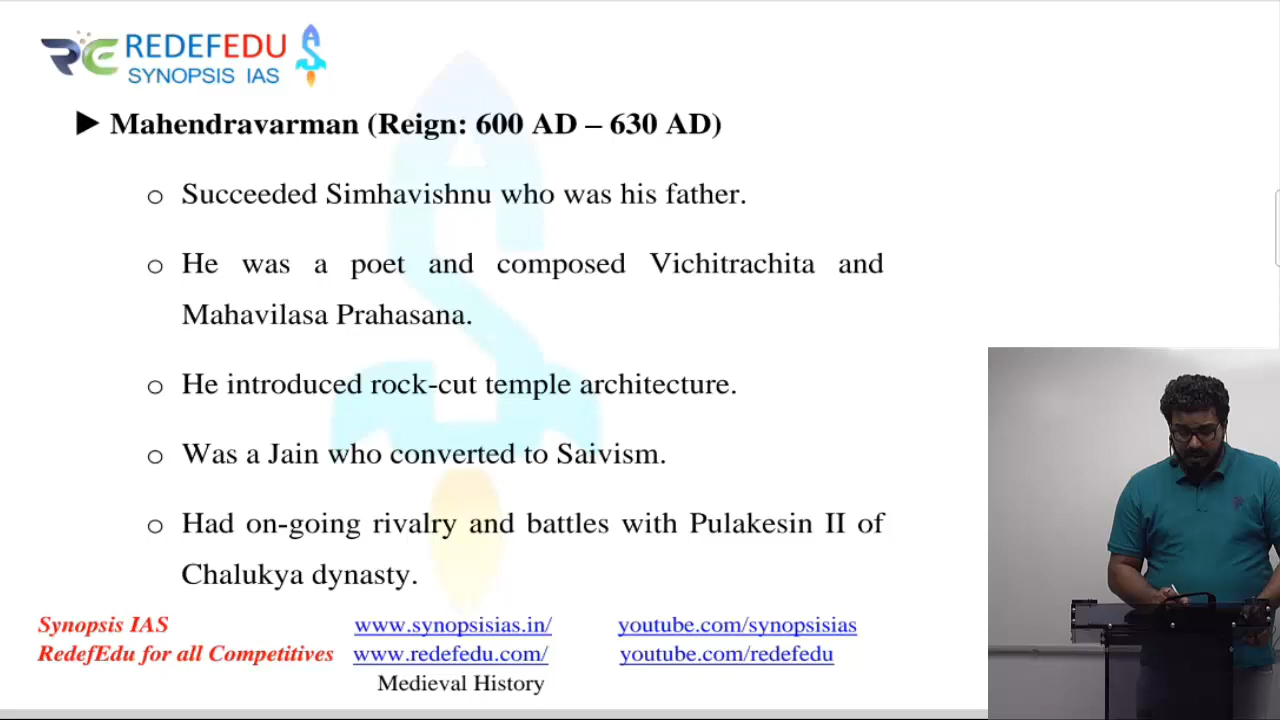 REDEFEDU
SYNOPSIS IAS
Mahendravarman (Reign: 600 AD – 630 AD)
o Succeeded Simhavishnu who was his father.
o He was a poet and composed Vichitrachita and
Mahavilasa Prahasana.
o He introduced rock-cut temple architecture.
o Was a Jain who converted to Saivism.
o Had on-going rivalry and battles with Pulakesin II of
Chalukya dynasty.
Synopsis IAS www.synopsisias.in/ youtube.com/synopsisias
RedefEdu for all Competitives www.redefedu.com/ youtube.com/redefedu
Medieval History